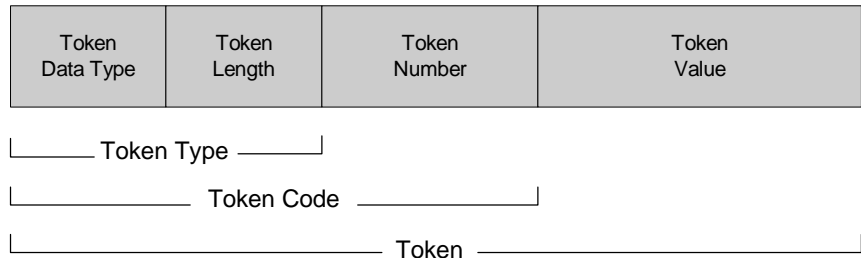 Token
Data Type
Token
Length
Token
Number
Token
Value
Token Type
Token Code
Token